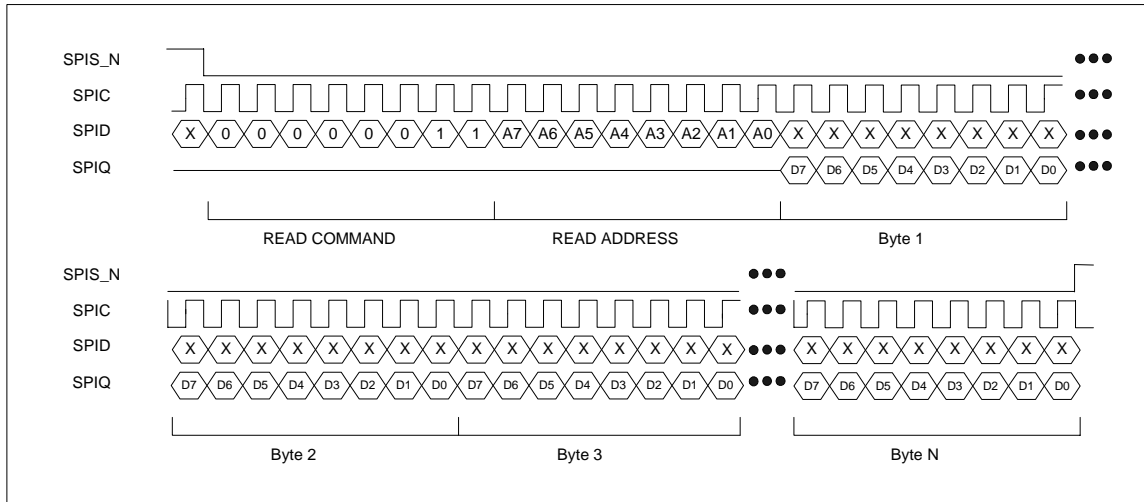 SPIS_N
SPIC
SPID X 0 0 0 0 0 0 1 1 A7 A6 A5 A4 A3 A2 A1 A0 X X X X X X X X
SPIQ D7 D6 D5 D4 D3 D2 D1 D0
READ COMMAND READ ADDRESS Byte 1
SPIS_N
SPIC
SPID X X X X X X X X X X X X X X X X X X X X X X X X
SPIQ D7 D6 D5 D4 D3 D2 D1 D0 D7 D6 D5 D4 D3 D2 D1 D0 D7 D6 D5 D4 D3 D2 D1 D0
Byte 2 Byte 3 Byte N